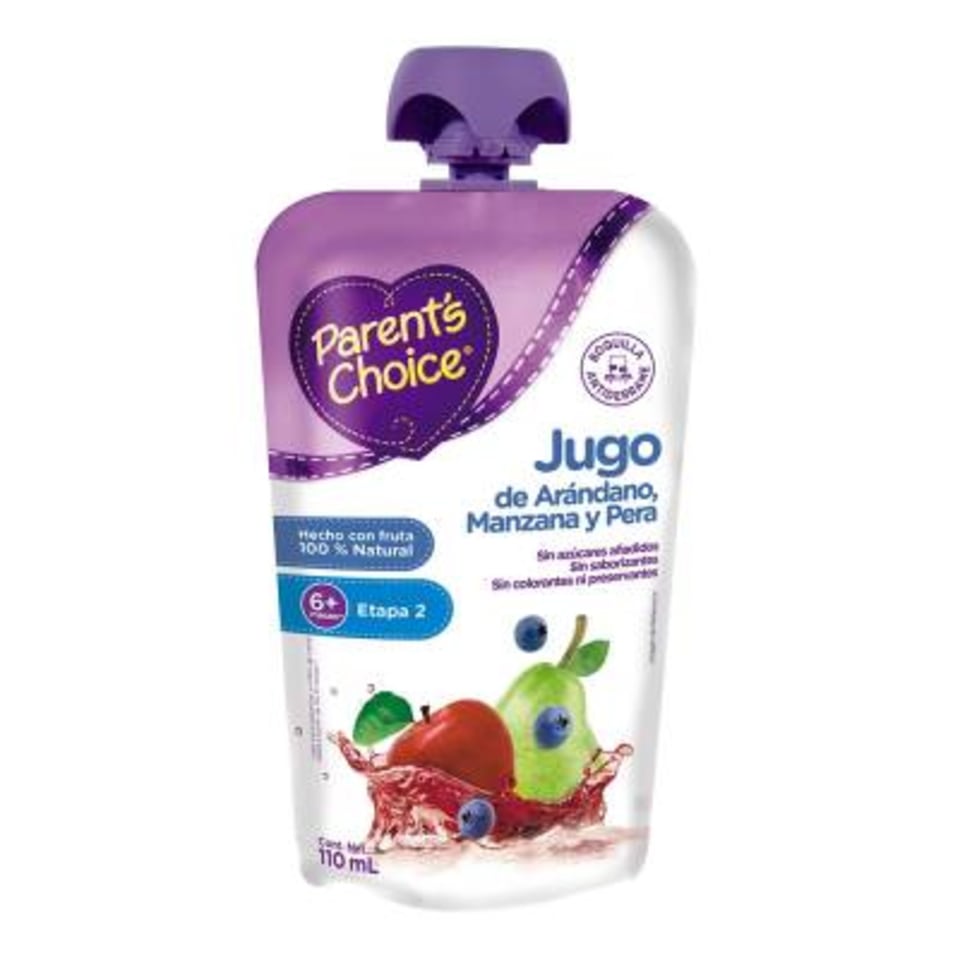 Parent's
Choice®
BOQUILLA
ANTIDERRAME
Jugo
de Arándano,
Manzana y Pera
Sin azúcares añadidos
Sin saborizantes
Sin colorantes ni preservantes
Hecho con fruta
100 % Natural
6+
Etapa 2
Cont. Net.
110 mL